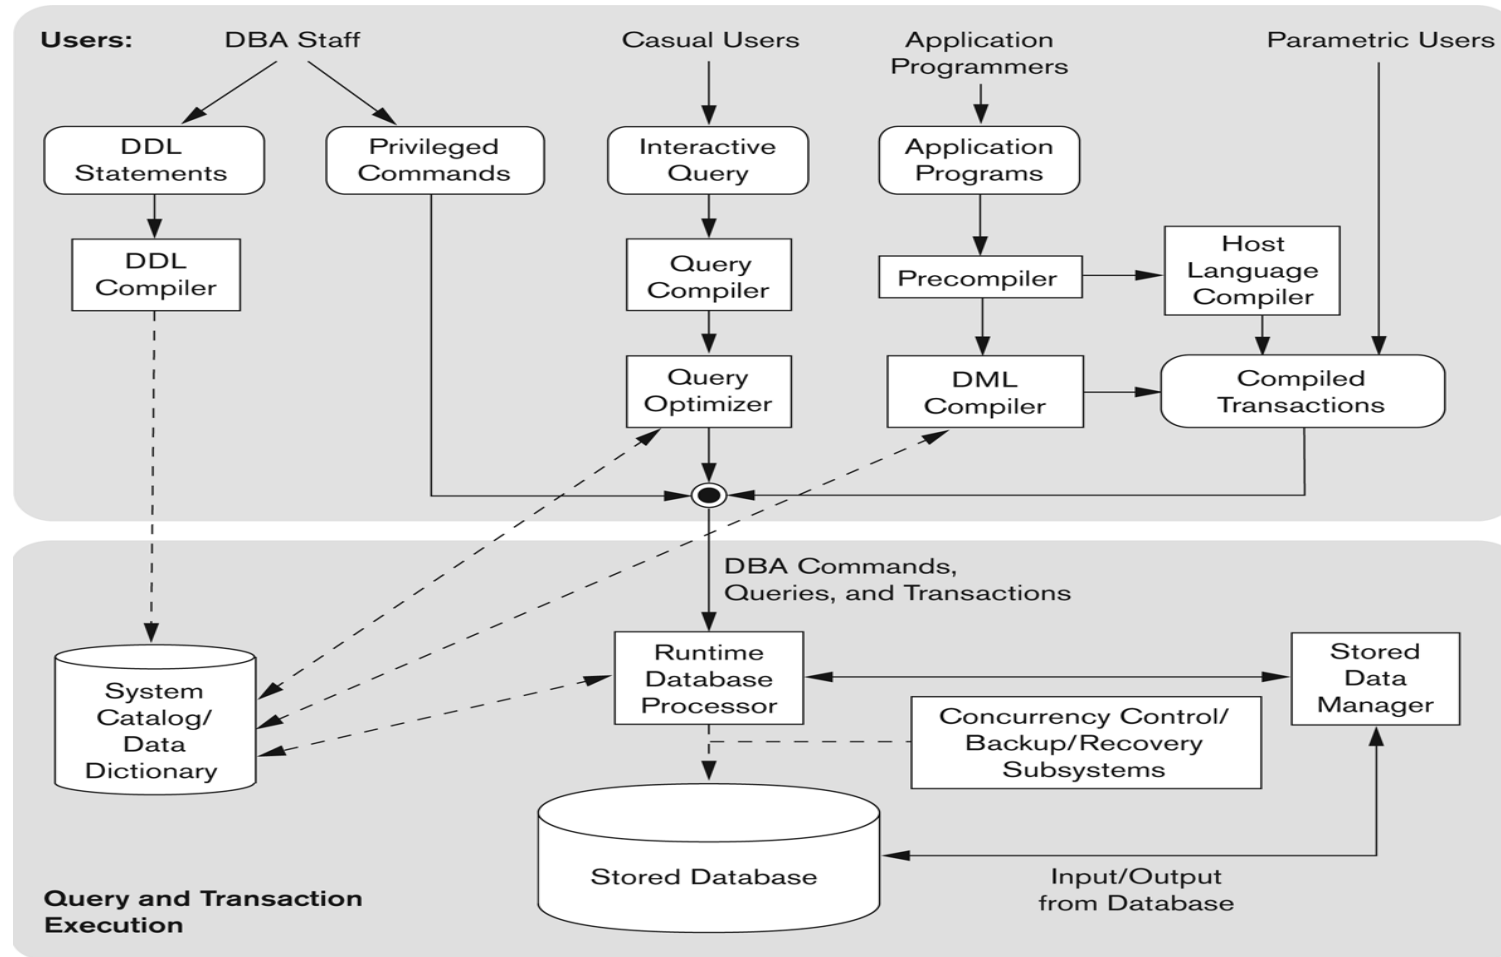 Users:
DBA Staff
Casual Users
Application
Programmers
Parametric Users
DDL
Statements
Privileged
Commands
Interactive
Query
Application
Programs
DDL
Compiler
Query
Compiler
Precompiler
Host
Language
Compiler
Query
Optimizer
DML
Compiler
Compiled
Transactions
DBA Commands,
Queries, and Transactions
System
Catalog/
Data
Dictionary
Runtime
Database
Processor
Stored
Data
Manager
Concurrency Control/
Backup/Recovery
Subsystems
Stored Database
Input/Output
from Database
Query and Transaction
Execution